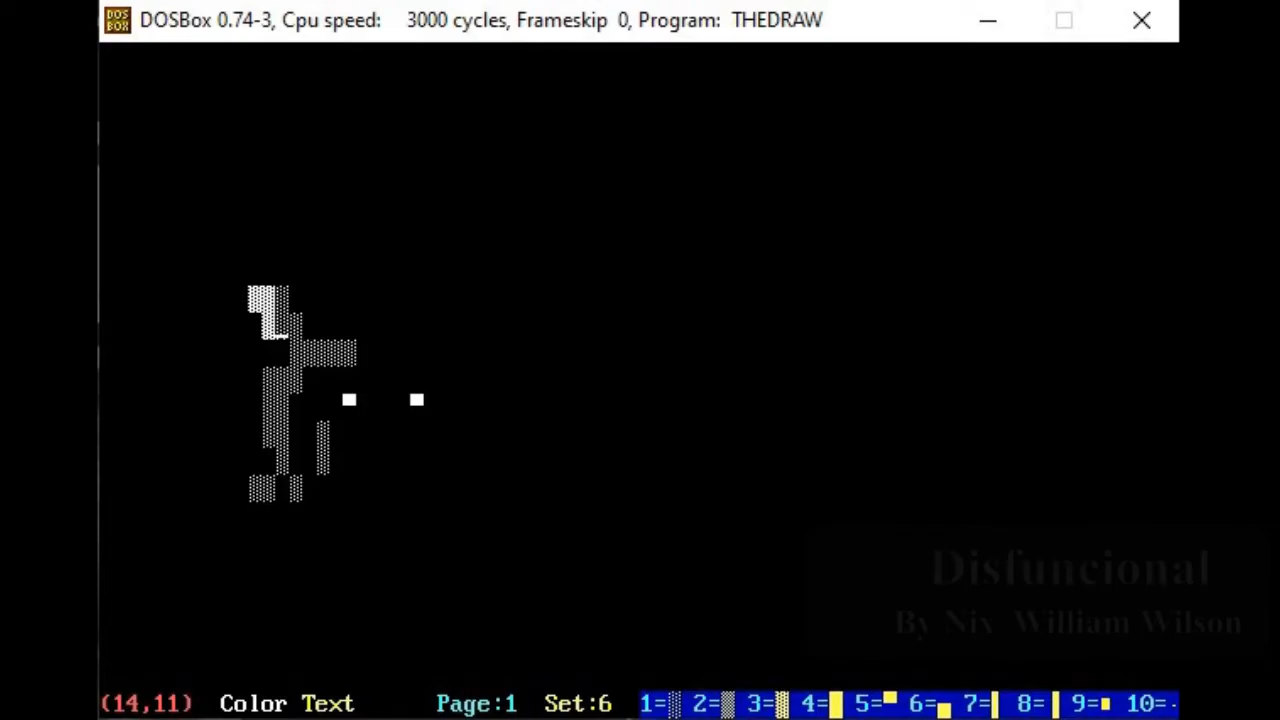 DOSBox 0.74-3, Cpu speed: 3000 cycles, Frameskip 0, Program: THEDRAW
Disfuncional
By Nix William Wilson
(14,11) Color Text Page:1 Set:6 1=░ 2=▒ 3=▓ 4=█ 5=▀ 6=▄ 7=▌ 8=▐ 9=■ 10=·